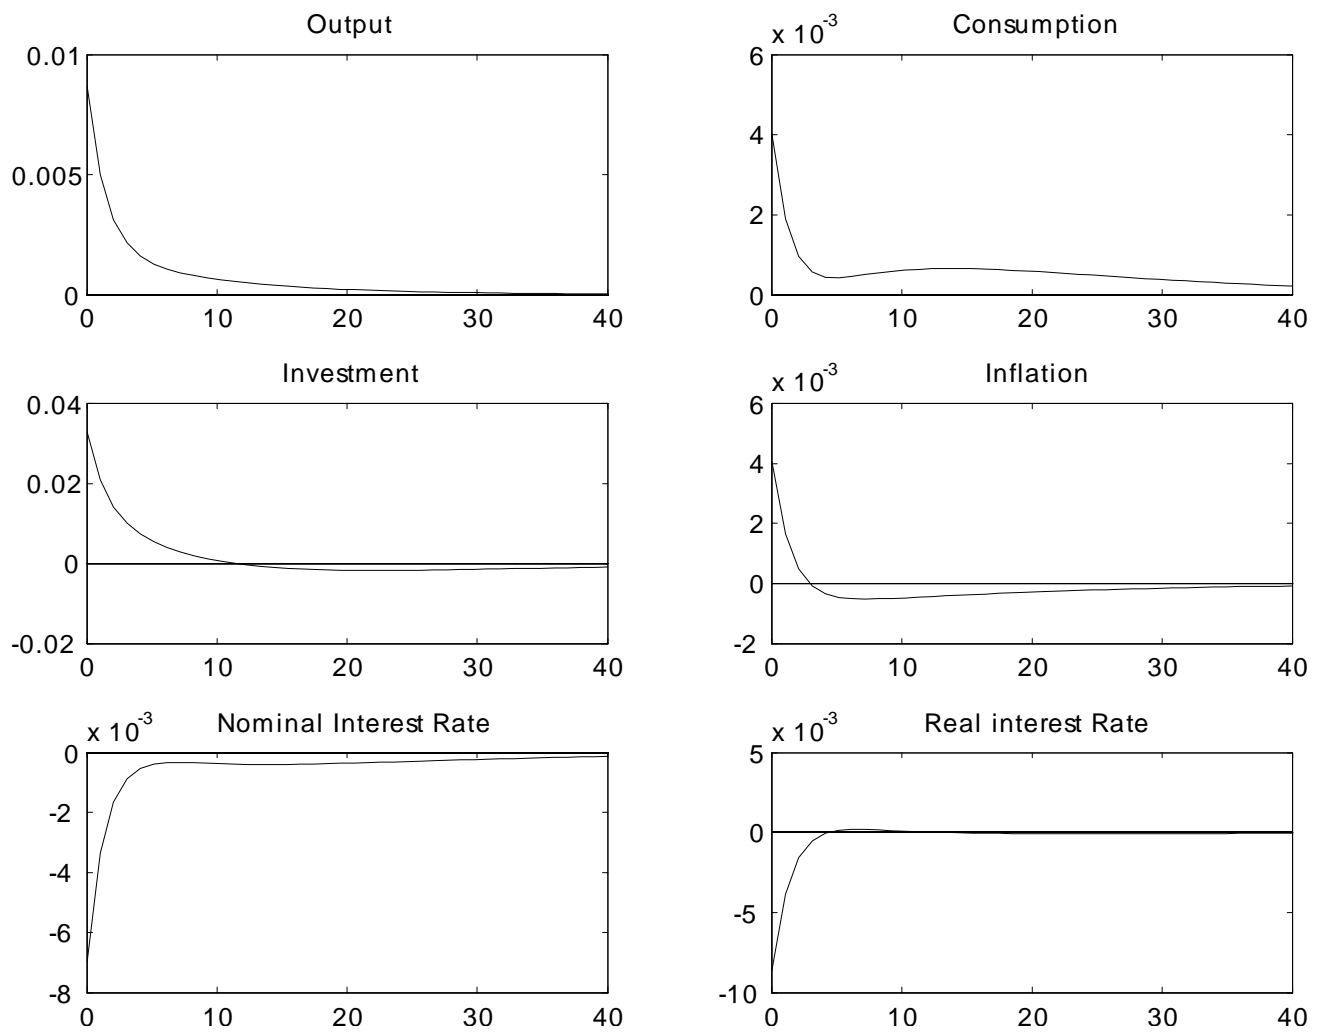 Output
0.01
0.005
0
0 10 20 30 40
Consumption
x 10-3
6
4
2
0
0 10 20 30 40
Investment
0.04
0.02
0
-0.02
0 10 20 30 40
Inflation
x 10-3
6
4
2
0
-2
0 10 20 30 40
Nominal Interest Rate
x 10-3
0
-2
-4
-6
-8
0 10 20 30 40
Real interest Rate
x 10-3
5
0
-5
-10
0 10 20 30 40